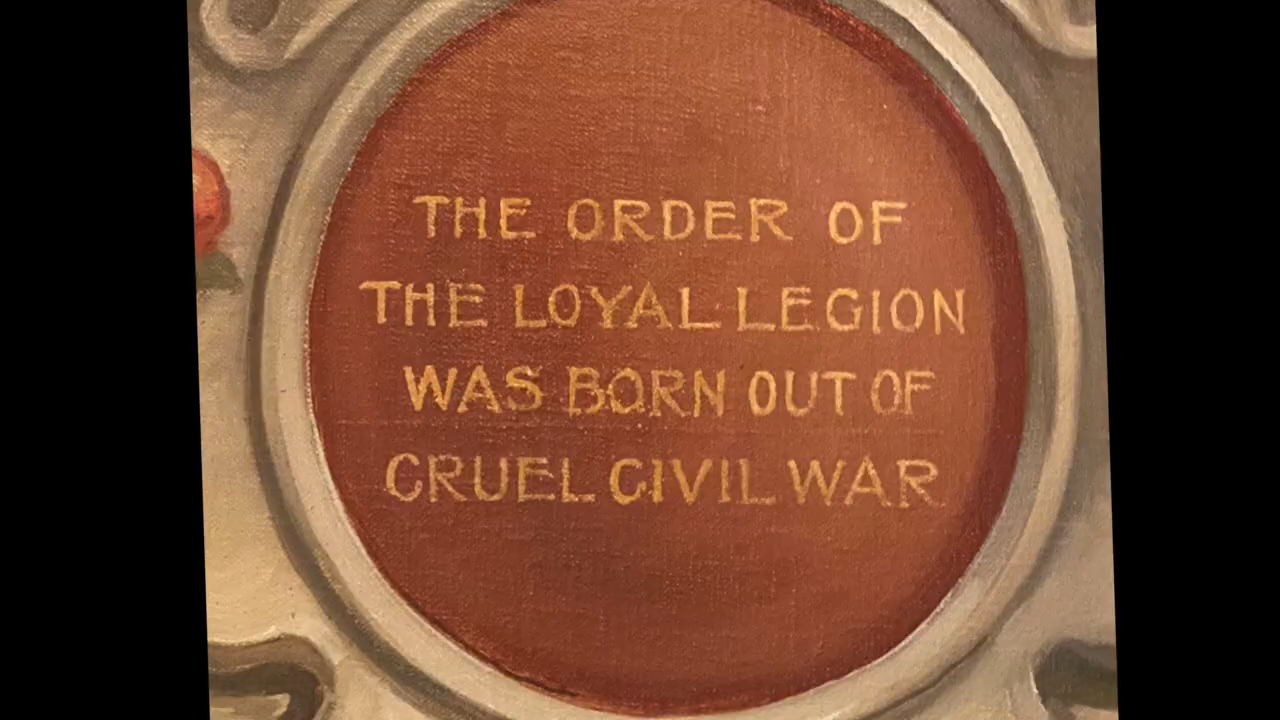 THE ORDER OF
THE LOYAL LEGION
WAS BORN OUT OF
CRUEL CIVIL WAR